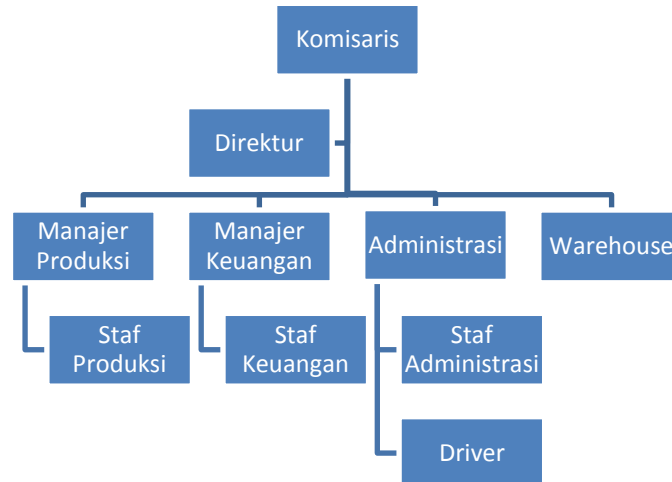 Komisaris
Direktur
Manajer
Produksi
Manajer
Keuangan
Administrasi
Warehouse
Staf
Produksi
Staf
Keuangan
Staf
Administrasi
Driver